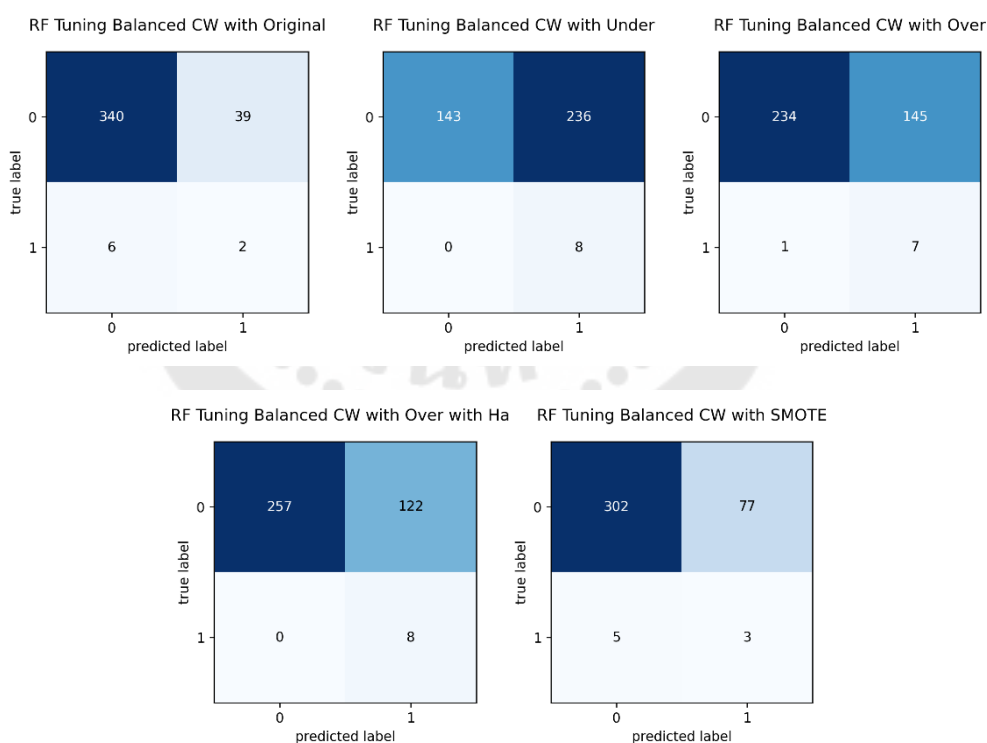 RF Tuning Balanced CW with Original
0
340
39
true label
1
6
2
0
1
predicted label
RF Tuning Balanced CW with Under
0
143
236
true label
1
0
8
0
1
predicted label
RF Tuning Balanced CW with Over
0
234
145
true label
1
1
7
0
1
predicted label
RF Tuning Balanced CW with Over with Ha
0
257
122
true label
1
0
8
0
1
predicted label
RF Tuning Balanced CW with SMOTE
0
302
77
true label
1
5
3
0
1
predicted label